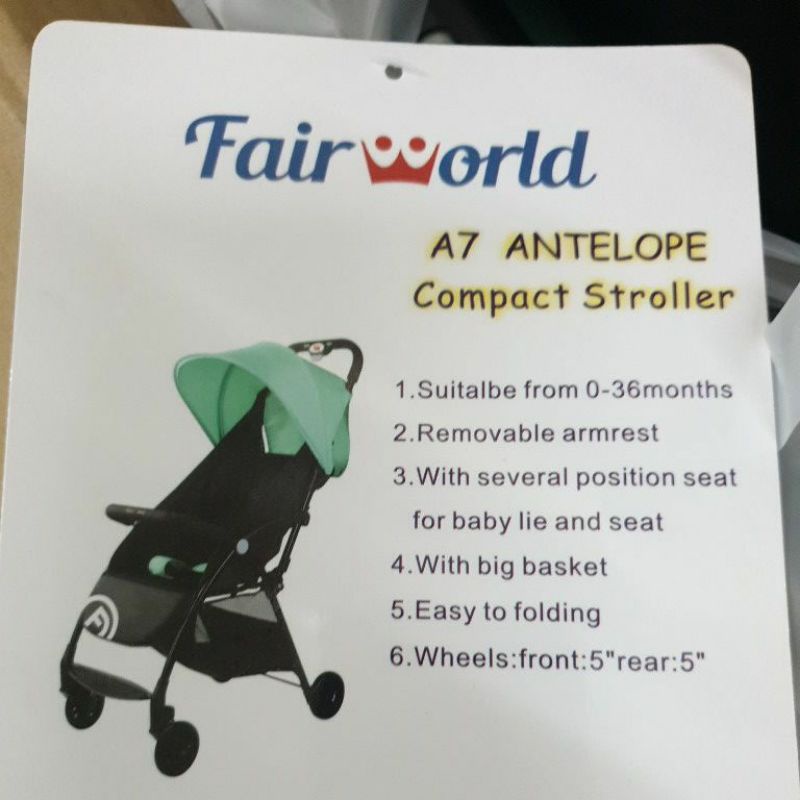 Fairworld
A7 ANTELOPE
Compact Stroller
1.Suitalbe from 0-36months
2.Removable armrest
3.With several position seat
for baby lie and seat
4.With big basket
5.Easy to folding
6.Wheels:front:5"rear:5"